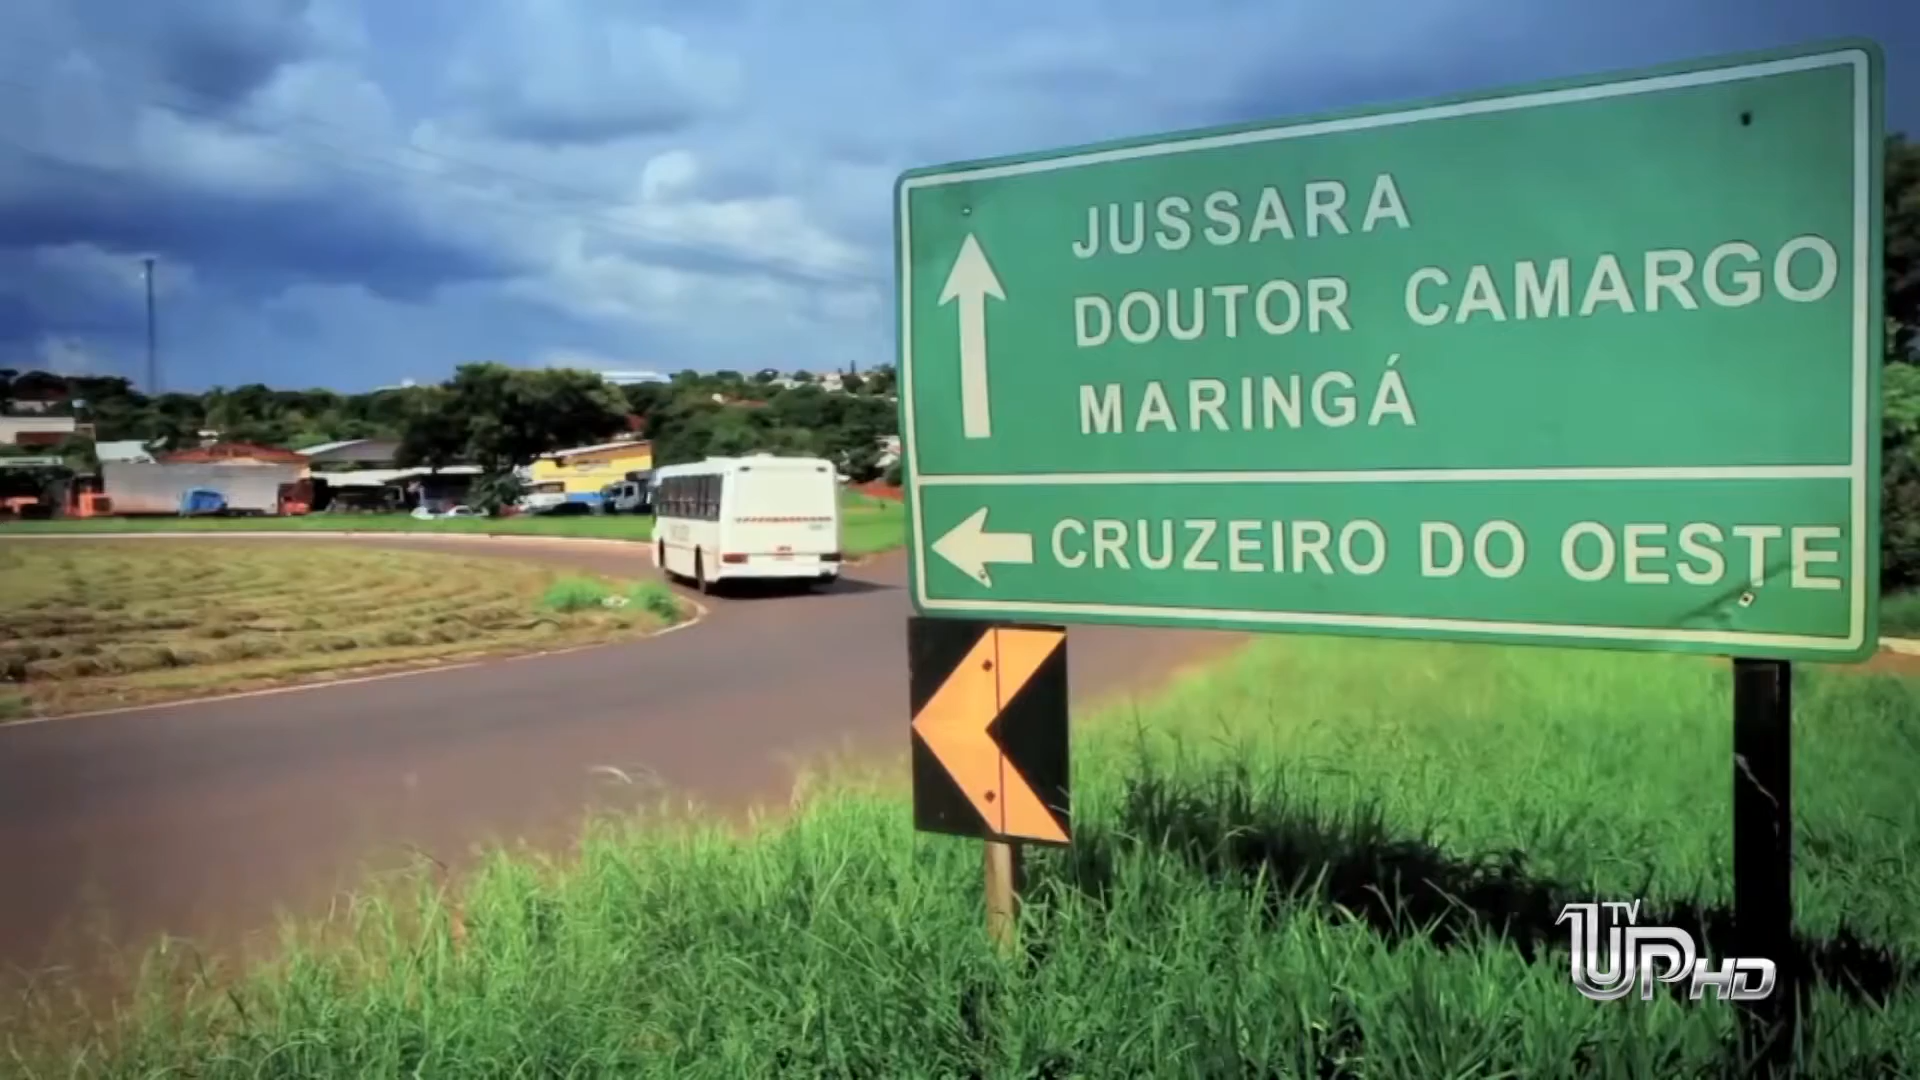 JUSSARA
DOUTOR CAMARGO
MARINGÁ
CRUZEIRO DO OESTE
TV
UP HD